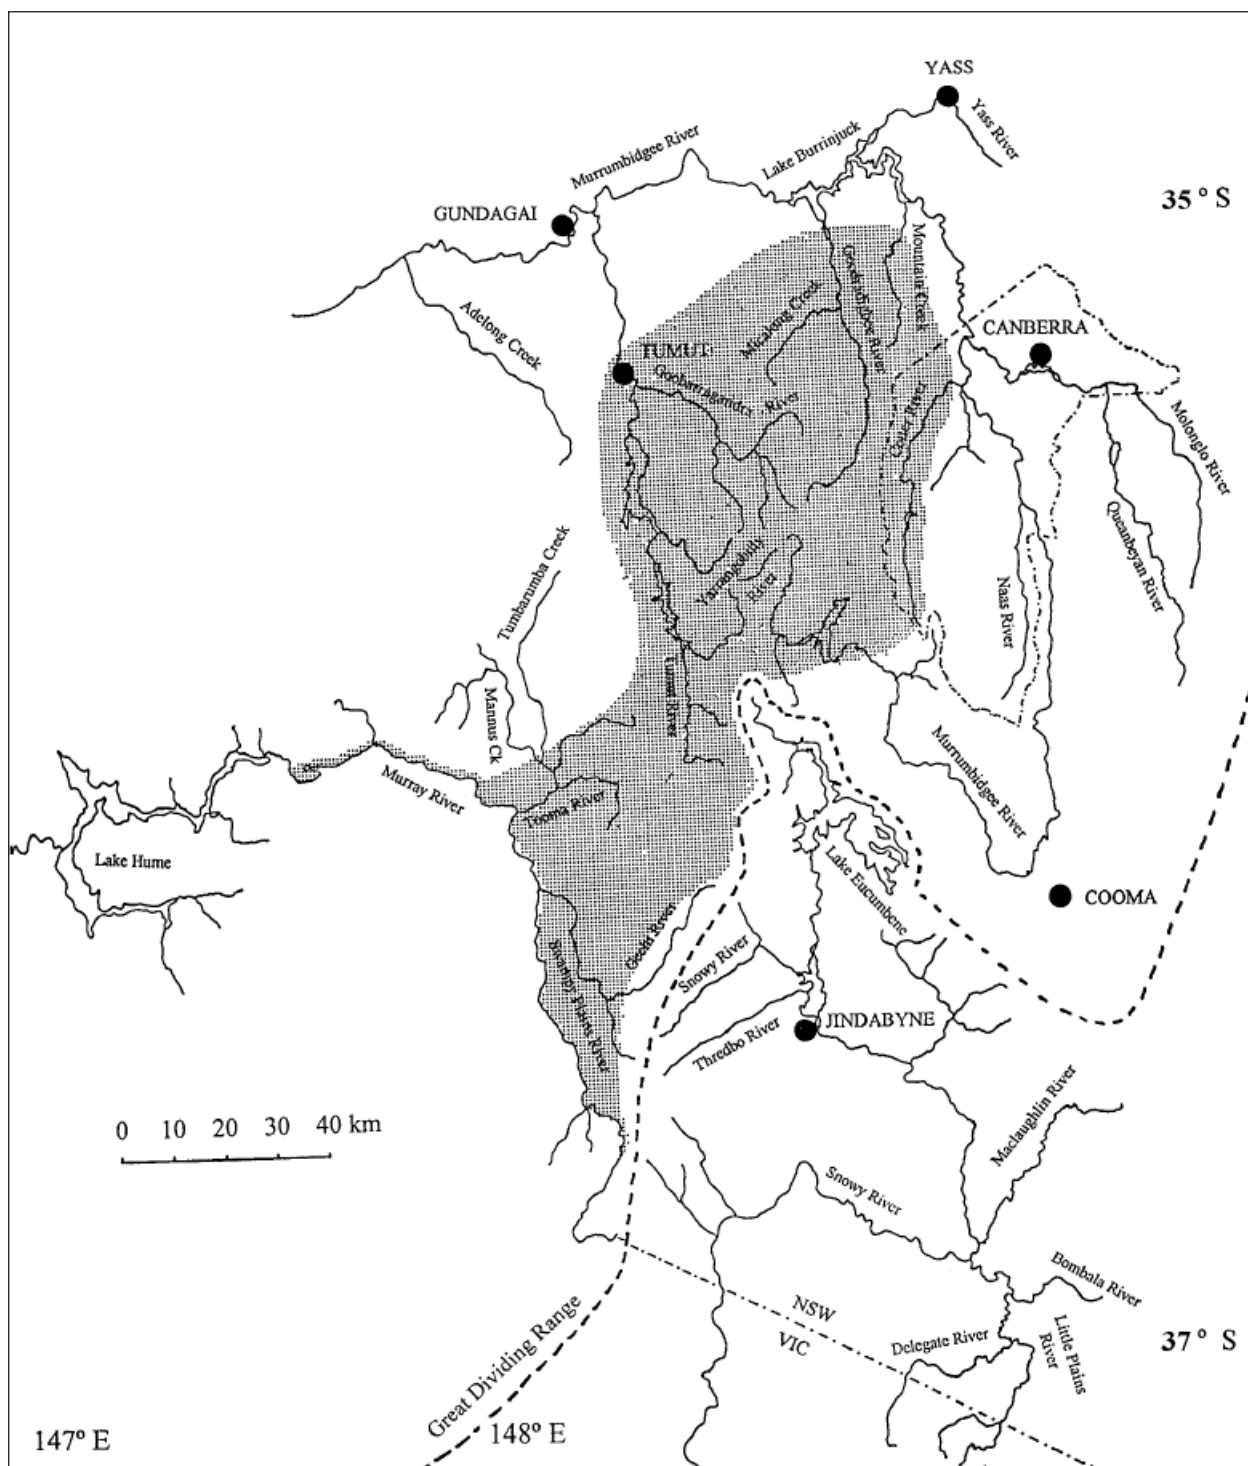 YASS
Yass River
Murrumbidgee River
Lake Burrinjuck
35° S
GUNDAGAI
Mountain Creek
Goodradigbee River
Adelong Creek
Micalong Creek
CANBERRA
TUMUT
Goobarragandra
River
Cotter River
Molonglo River
Queanbeyan River
Tumbarumba Creek
Yarrangobilly
River
Naas River
Tumut River
Mannus Ck
Murray River
Tooma River
Murrumbidgee River
Lake Hume
Lake Eucumbene
COOMA
Geehi River
Snowy River
Swampy Plains River
JINDABYNE
Thredbo River
0 10 20 30 40 km
Maclaughlin River
Snowy River
Bombala River
NSW
VIC
Great Dividing Range
Delegate River
Little Plains
River
37° S
147° E
148° E